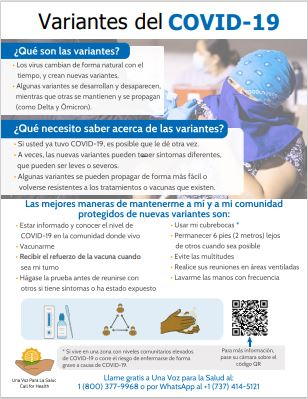 Variantes del COVID-19
¿Qué son las variantes?
• Los virus cambian de forma natural con el
tiempo, y crean nuevas variantes.
• Algunas variantes se desarrollan y desaparecen,
mientras que otras se mantienen y se propagan
(como Delta y Ómicron).
¿Qué necesito saber acerca de las variantes?
• Si usted ya tuvo COVID-19, es posible que le dé otra vez.
• A veces, las nuevas variantes pueden tener síntomas diferentes,
que pueden ser leves o severos.
• Algunas variantes se pueden propagar de forma más fácil o
volverse resistentes a los tratamientos o vacunas que existen.
Las mejores maneras de mantenerme a mí y a mi comunidad
protegidos de nuevas variantes son:
• Estar informado y conocer el nivel de
COVID-19 en la comunidad donde vivo
• Vacunarme
• Recibir el refuerzo de la vacuna cuando
sea mi turno
• Hágase la prueba antes de reunirse con
otros si tiene síntomas o ha estado expuesto
• Usar mi cubrebocas *
• Permanecer 6 pies (2 metros) lejos
de otros cuando sea posible
• Evite las multitudes
• Realice sus reuniones en áreas ventiladas
• Lavarme las manos con frecuencia
Una Voz Para la Salud
Call for Health
* Si vive en una zona con niveles comunitarios elevados
de COVID-19 o corre el riesgo de enfermarse de forma
grave a causa de COVID-19.
Para más información,
pase su cámara sobre el
código QR
Llame gratis a Una Voz para la Salud al:
1 (800) 377-9968 o por WhatsApp al +1 (737) 414-5121